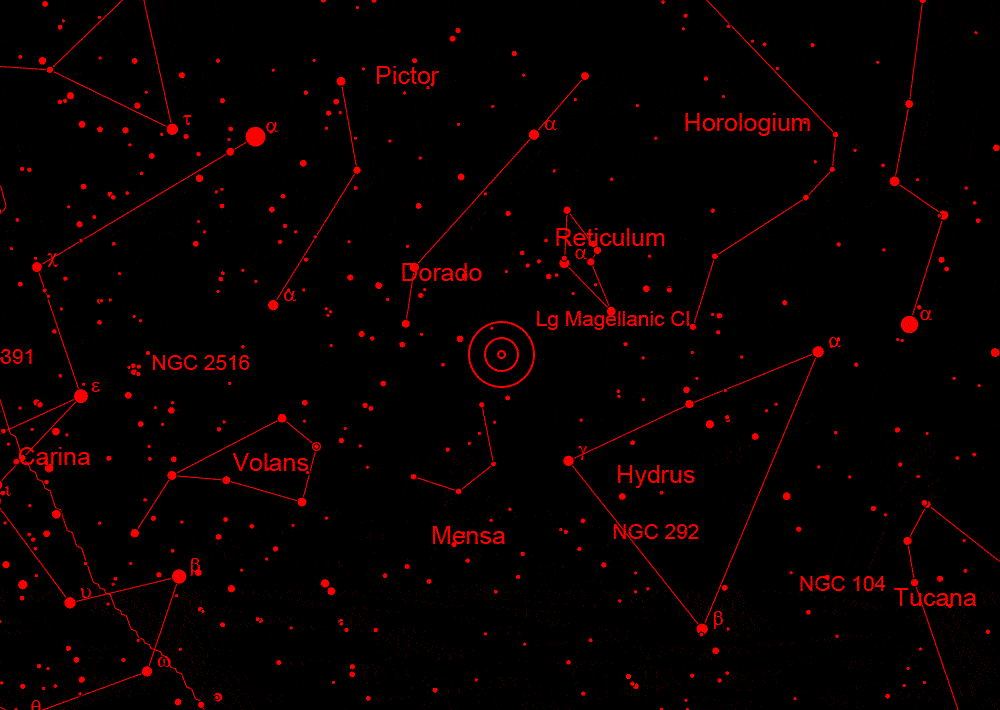 Pictor
τ
α
α
Horologium
Reticulum
α
χ
Dorado
α
Lg Magellanic Cl
α
α
391
NGC 2516
ε
γ
Carina
Volans
Hydrus
ι
Mensa
NGC 292
β
NGC 104
υ
Tucana
β
ω
θ